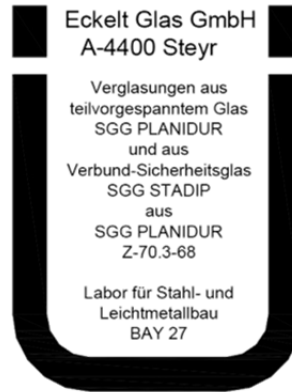 Eckelt Glas GmbH
A-4400 Steyr
Verglasungen aus
teilvorgespanntem Glas
SGG PLANIDUR
und aus
Verbund-Sicherheitsglas
SGG STADIP
aus
SGG PLANIDUR
Z-70.3-68
Labor für Stahl- und
Leichtmetallbau
BAY 27